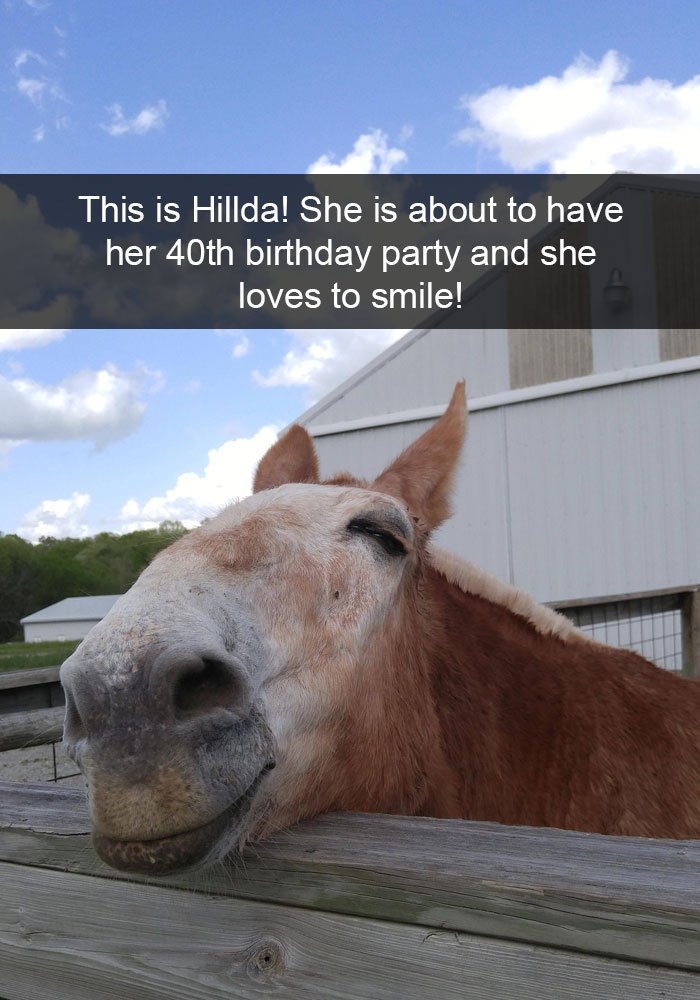 This is Hillda! She is about to have
her 40th birthday party and she
loves to smile!